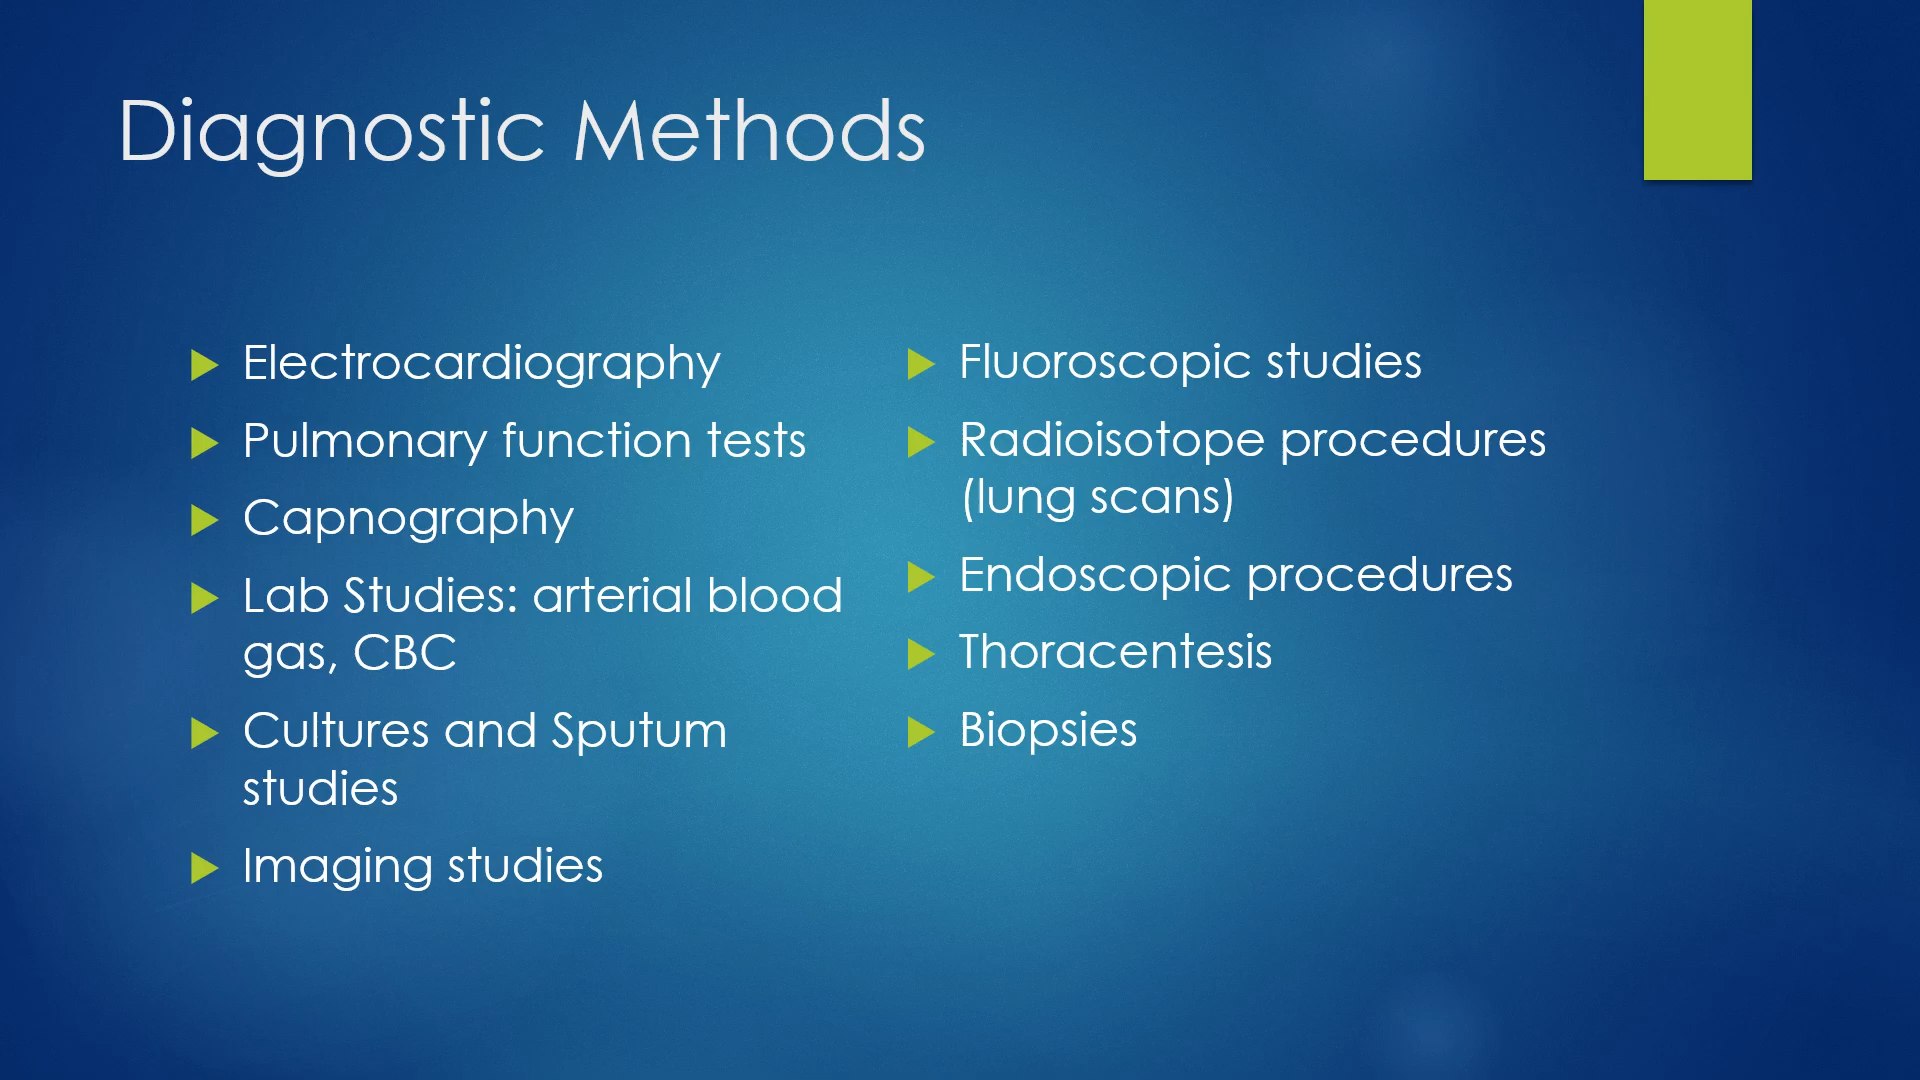 Diagnostic Methods
Electrocardiography
Pulmonary function tests
Capnography
Lab Studies: arterial blood
gas, CBC
Cultures and Sputum
studies
Imaging studies
Fluoroscopic studies
Radioisotope procedures
(lung scans)
Endoscopic procedures
Thoracentesis
Biopsies